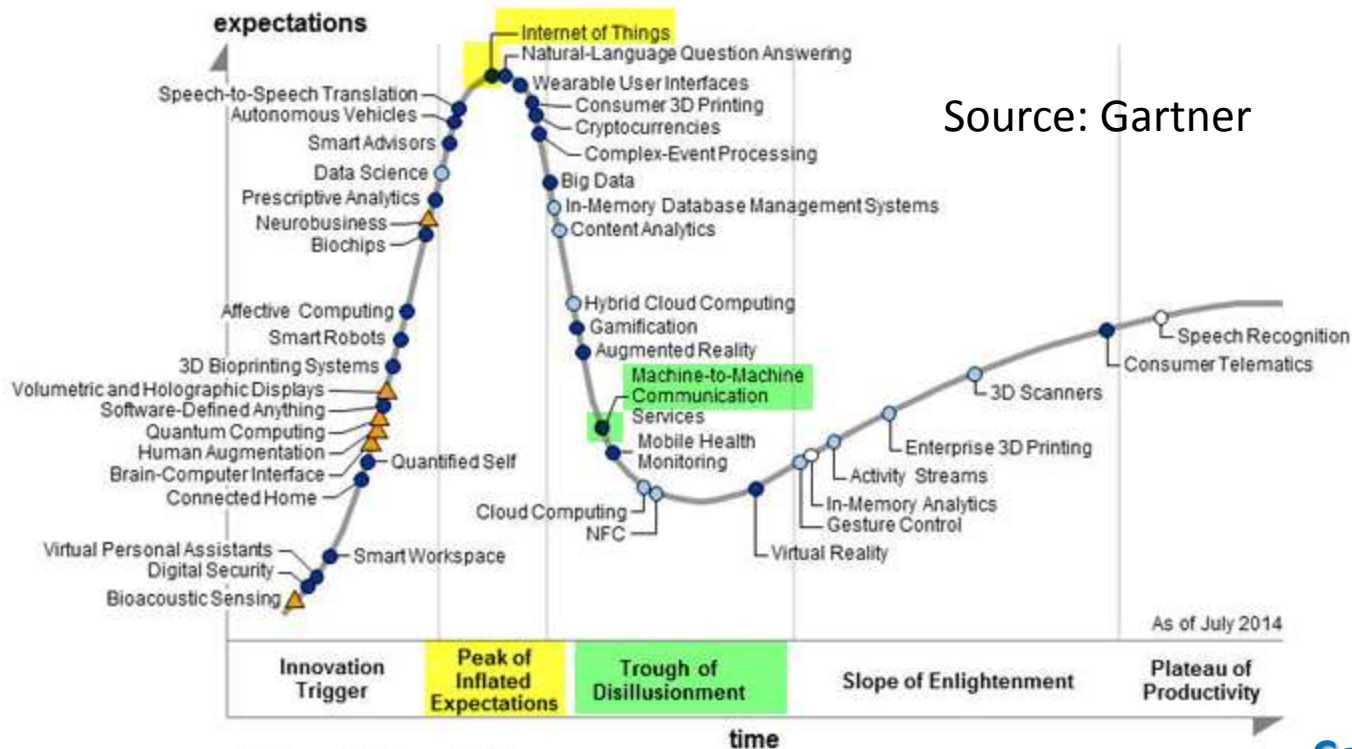 expectations
Internet of Things
Natural-Language Question Answering
Wearable User Interfaces
Consumer 3D Printing
Cryptocurrencies
Complex-Event Processing
Source: Gartner
Speech-to-Speech Translation
Autonomous Vehicles
Smart Advisors
Data Science
Prescriptive Analytics
Neurobusiness
Biochips
Big Data
In-Memory Database Management Systems
Content Analytics
Affective Computing
Smart Robots
3D Bioprinting Systems
Volumetric and Holographic Displays
Software-Defined Anything
Quantum Computing
Human Augmentation
Brain-Computer Interface
Connected Home
Quantified Self
Hybrid Cloud Computing
Gamification
Augmented Reality
Machine-to-Machine
Communication
Services
Mobile Health
Monitoring
Cloud Computing
NFC
Virtual Personal Assistants
Digital Security
Bioacoustic Sensing
Smart Workspace
Virtual Reality
Gesture Control
In-Memory Analytics
Activity Streams
Enterprise 3D Printing
3D Scanners
Consumer Telematics
Speech Recognition
As of July 2014
Innovation
Trigger
Peak of
Inflated
Expectations
Trough of
Disillusionment
Slope of Enlightenment
Plateau of
Productivity
time